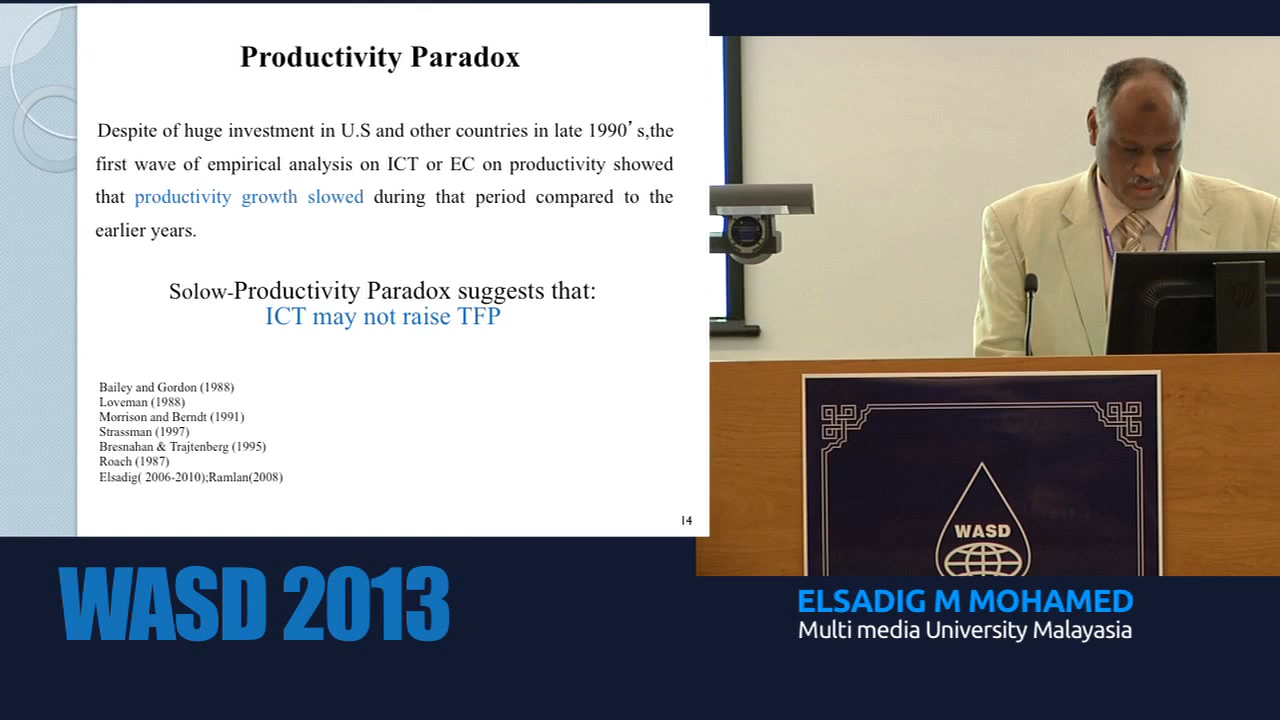 Productivity Paradox
Despite of huge investment in U.S and other countries in late 1990’s,the
first wave of empirical analysis on ICT or EC on productivity showed
that productivity growth slowed during that period compared to the
earlier years.
Solow-Productivity Paradox suggests that:
ICT may not raise TFP
Bailey and Gordon (1988)
Loveman (1988)
Morrison and Berndt (1991)
Strassman (1997)
Bresnahan & Trajtenberg (1995)
Roach (1987)
Elsadig( 2006-2010);Ramlan(2008)
14
WASD
WASD 2013
ELSADIG M MOHAMED
Multi media University Malayasia